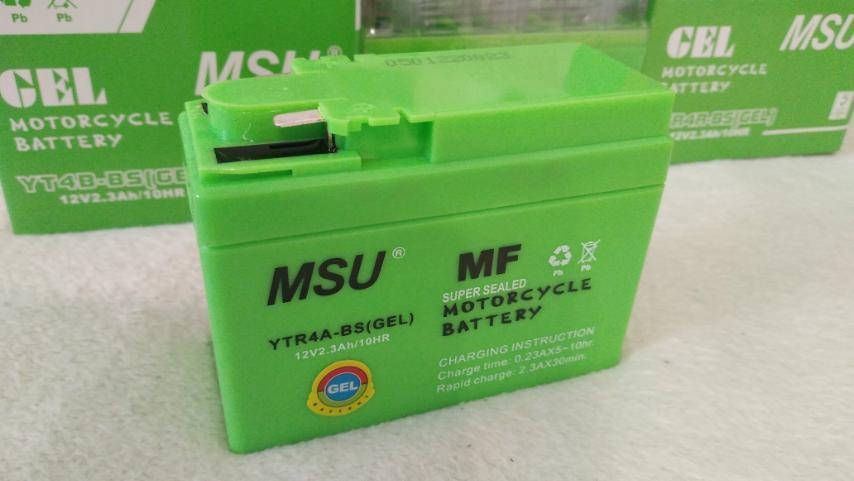 Pb
Pb
GEL
MOTORCYCLE
BATTERY
YT4B-BS(GE
12V2.3Ah/10HR
MSU®
GEL
MOTORCYCLE
BATTERY
12V2.3Ah/10HR
MSU
MSU®
YTR4A-BS(GEL)
12V2.3Ah/10HR
GEL
BATTERY
MF
Pb
Pb
SUPER SEALED
MOTORCYCLE
BATTERY
CHARGING INSTRUCTION
Charge time: 0.23AX5~10hr.
Rapid charge: 2.3AX30min.